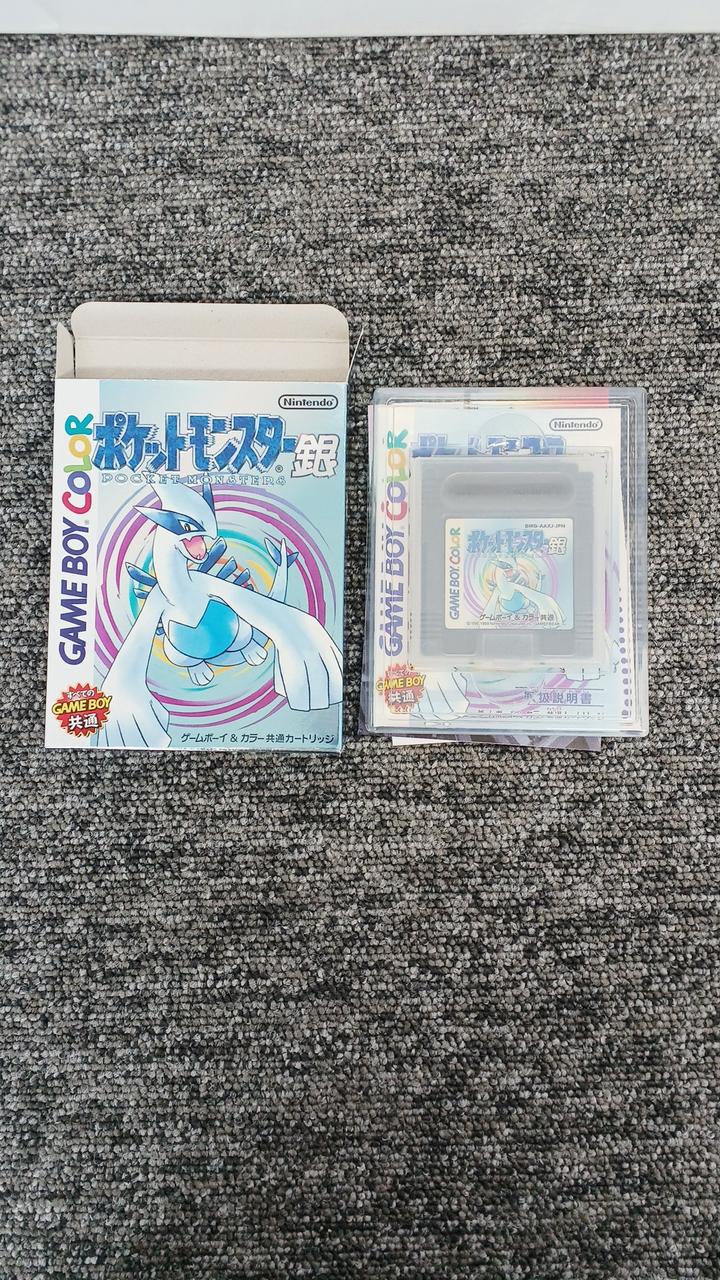 Nintendo
ポケットモンスター銀
POCKET MONSTERS
GAME BOY COLOR
すべての
GAME BOY
共通
ゲームボーイ & カラー共通カートリッジ
Nintendo
GAME BOY COLOR
DMG-AAXJ-JPN
ポケットモンスター銀
GAME BOY COLOR
ゲームボーイ & カラー共通
GAME BOY
共通
取扱説明書